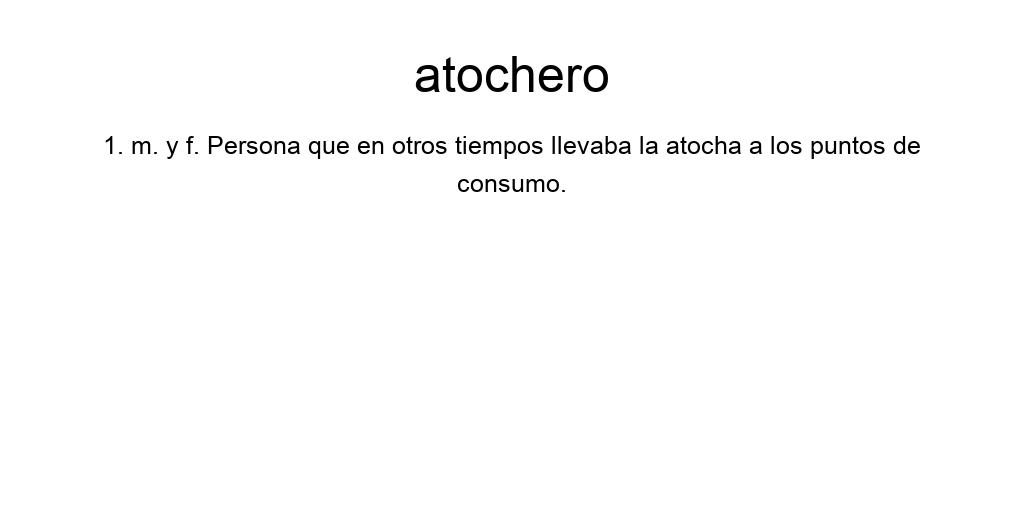 atochero
1. m. y f. Persona que en otros tiempos llevaba la atocha a los puntos de
consumo.